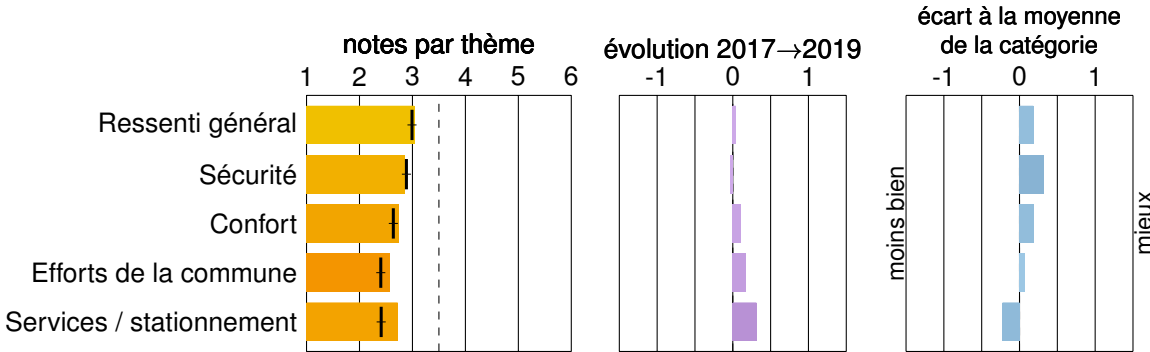 notes par thème
1 2 3 4 5 6
évolution 2017→2019
-1 0 1
écart à la moyenne
de la catégorie
-1 0 1
Ressenti général
Sécurité
Confort
Efforts de la commune
Services / stationnement
moins bien
mieux